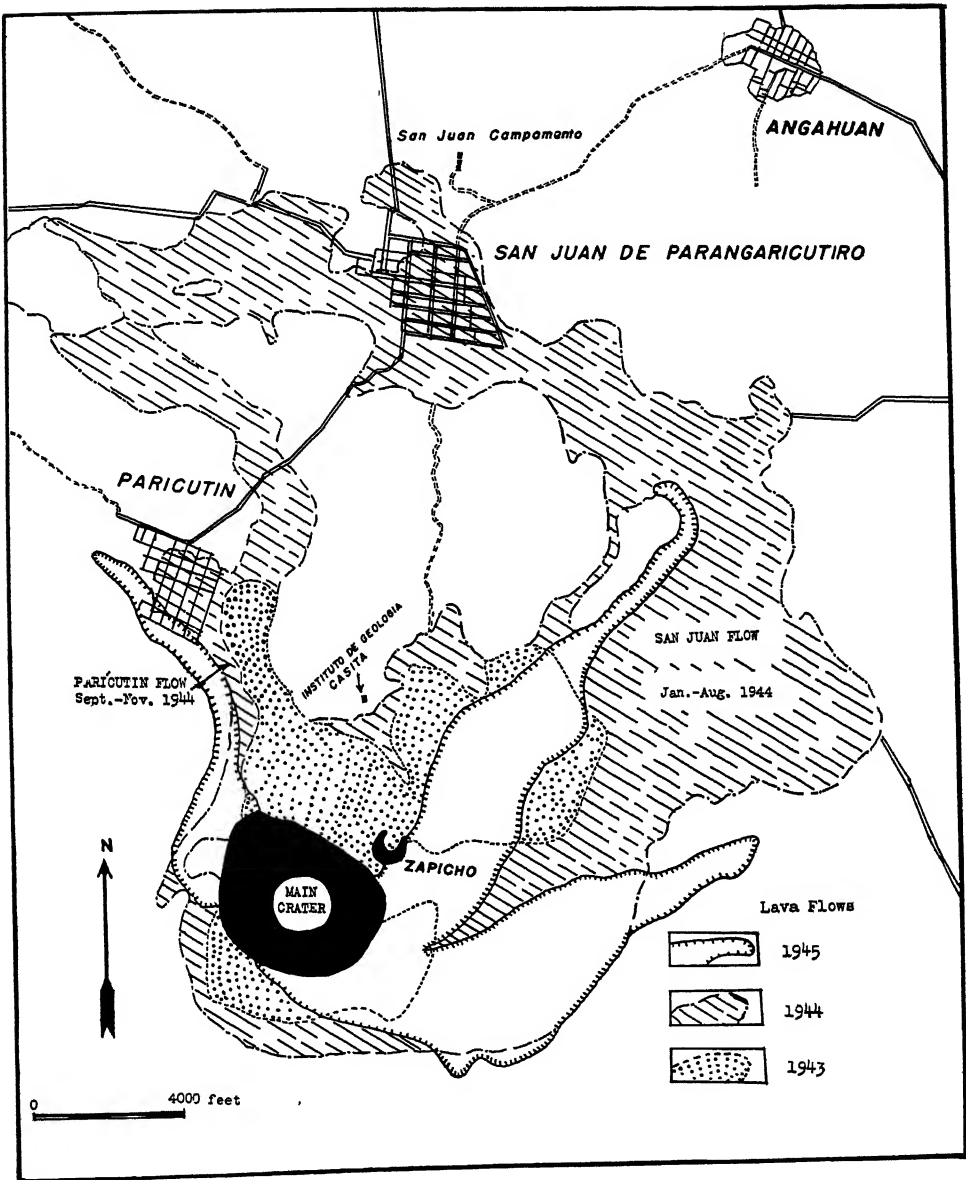 San Juan Campamento
ANGAHUAN
SAN JUAN DE PARANGARICUTIRO
PARICUTIN
INSTITUTO DE GEOLOGIA
CASITA
SAN JUAN FLOW
Jan.-Aug. 1944
PARICUTIN FLOW
Sept.-Nov. 1944
ZAPICHO
MAIN
CRATER
N
Lava Flows
1945
1944
1943
0 4000 feet